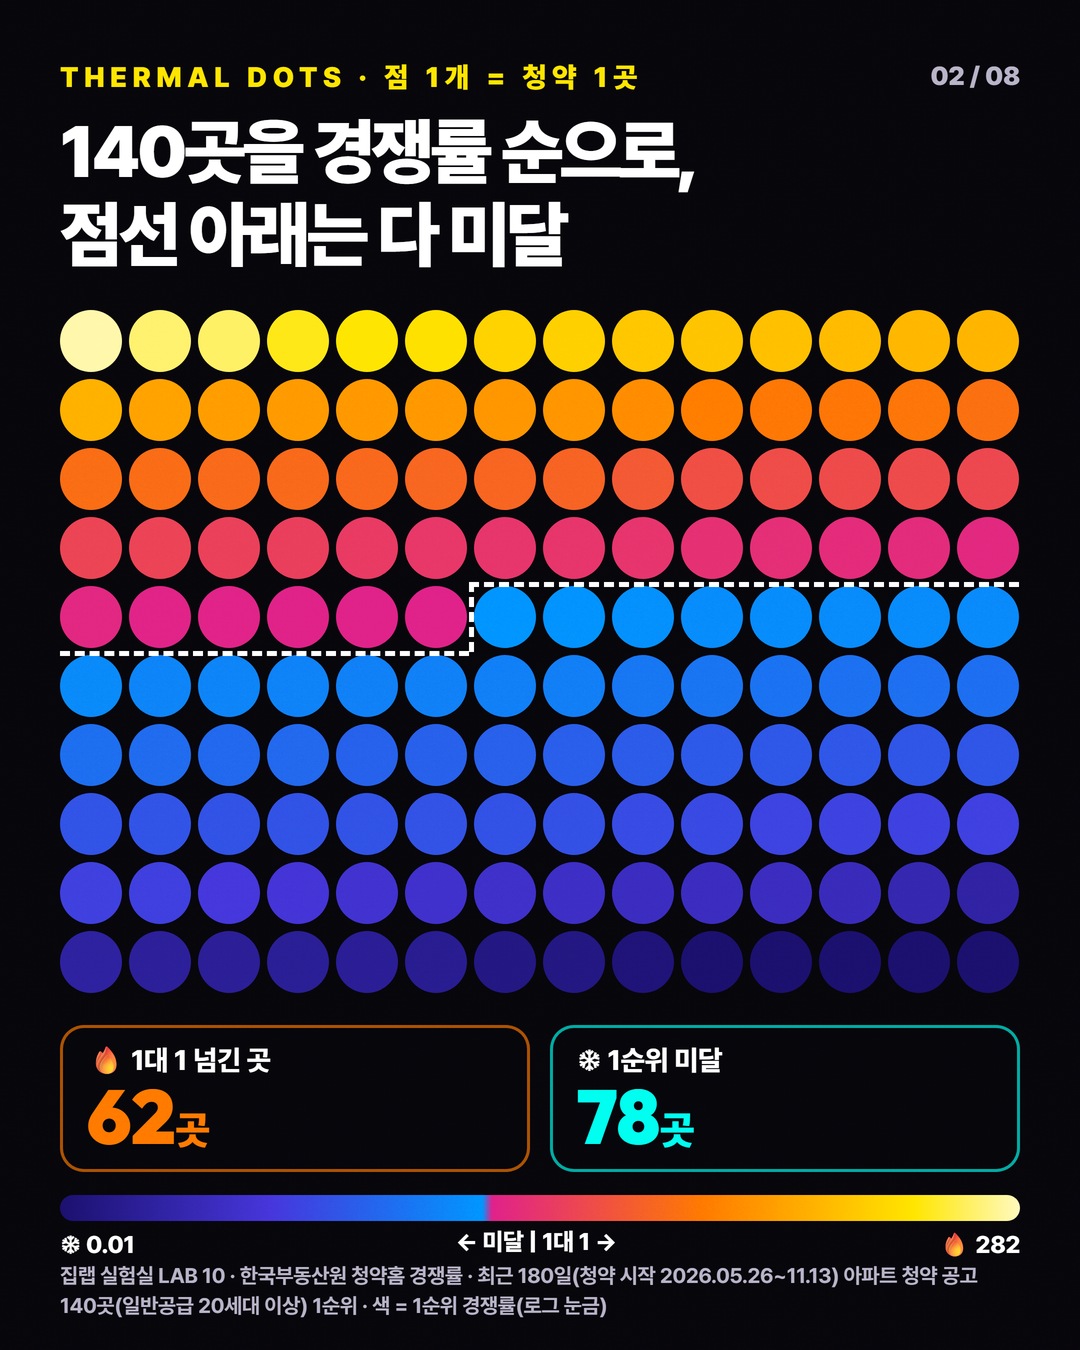 THERMAL DOTS · 점 1개 = 청약 1곳
02 / 08
140곳을 경쟁률 순으로,
점선 아래는 다 미달
🔥 1대 1 넘긴 곳
62곳
❄ 1순위 미달
78곳
❄ 0.01
← 미달 | 1대 1 →
🔥 282
집랩 실험실 LAB 10 · 한국부동산원 청약홈 경쟁률 · 최근 180일(청약 시작 2026.05.26~11.13) 아파트 청약 공고
140곳(일반공급 20세대 이상) 1순위 · 색 = 1순위 경쟁률(로그 눈금)